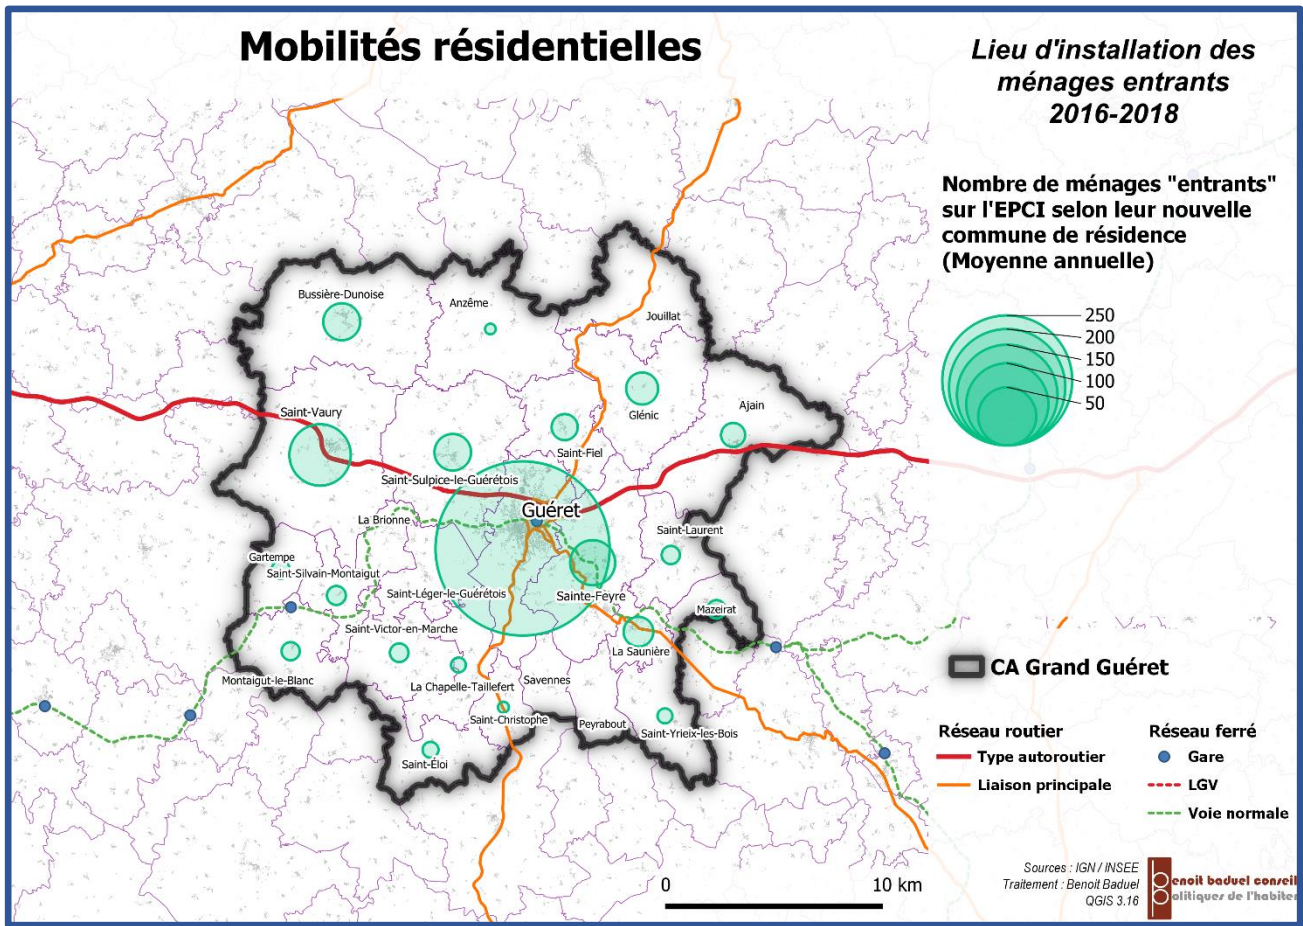 Mobilités résidentielles
Lieu d'installation des
ménages entrants
2016-2018
Nombre de ménages "entrants"
sur l'EPCI selon leur nouvelle
commune de résidence
(Moyenne annuelle)
250
200
150
100
50
Bussière-Dunoise
Anzême
Jouillat
Saint-Vaury
Glénic
Ajain
Saint-Fiel
Saint-Sulpice-le-Guérétois
Guéret
La Brionne
Saint-Laurent
Gartempe
Saint-Silvain-Montaigut
Saint-Léger-le-Guérétois
Sainte-Feyre
Mazeirat
Saint-Victor-en-Marche
La Saunière
Montaigut-le-Blanc
La Chapelle-Taillefert
Savennes
Saint-Christophe
Peyrabout
Saint-Yrieix-les-Bois
Saint-Éloi
CA Grand Guéret
Réseau routier
Type autoroutier
Liaison principale
Réseau ferré
Gare
LGV
Voie normale
0
10 km
Sources : IGN / INSEE
Traitement : Benoit Baduel
QGIS 3.16
benoit baduel conseil
politiques de l'habiter